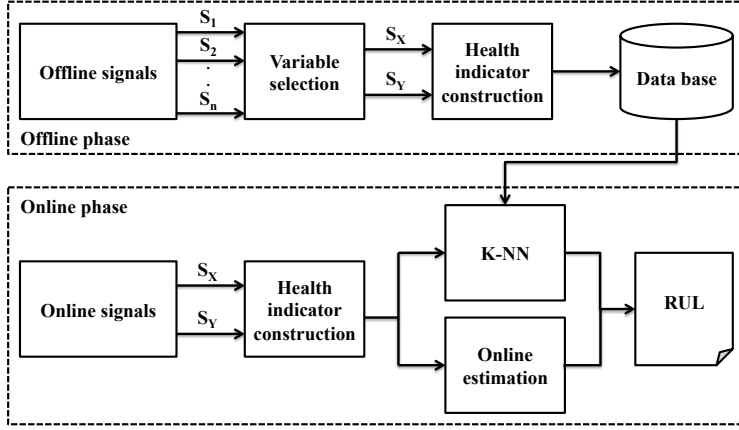 Offline signals
S1
S2
.
.
Sn
Variable
selection
SX
SY
Health
indicator
construction
Data base
Offline phase
Online phase
Online signals
SX
SY
Health
indicator
construction
K-NN
Online
estimation
RUL